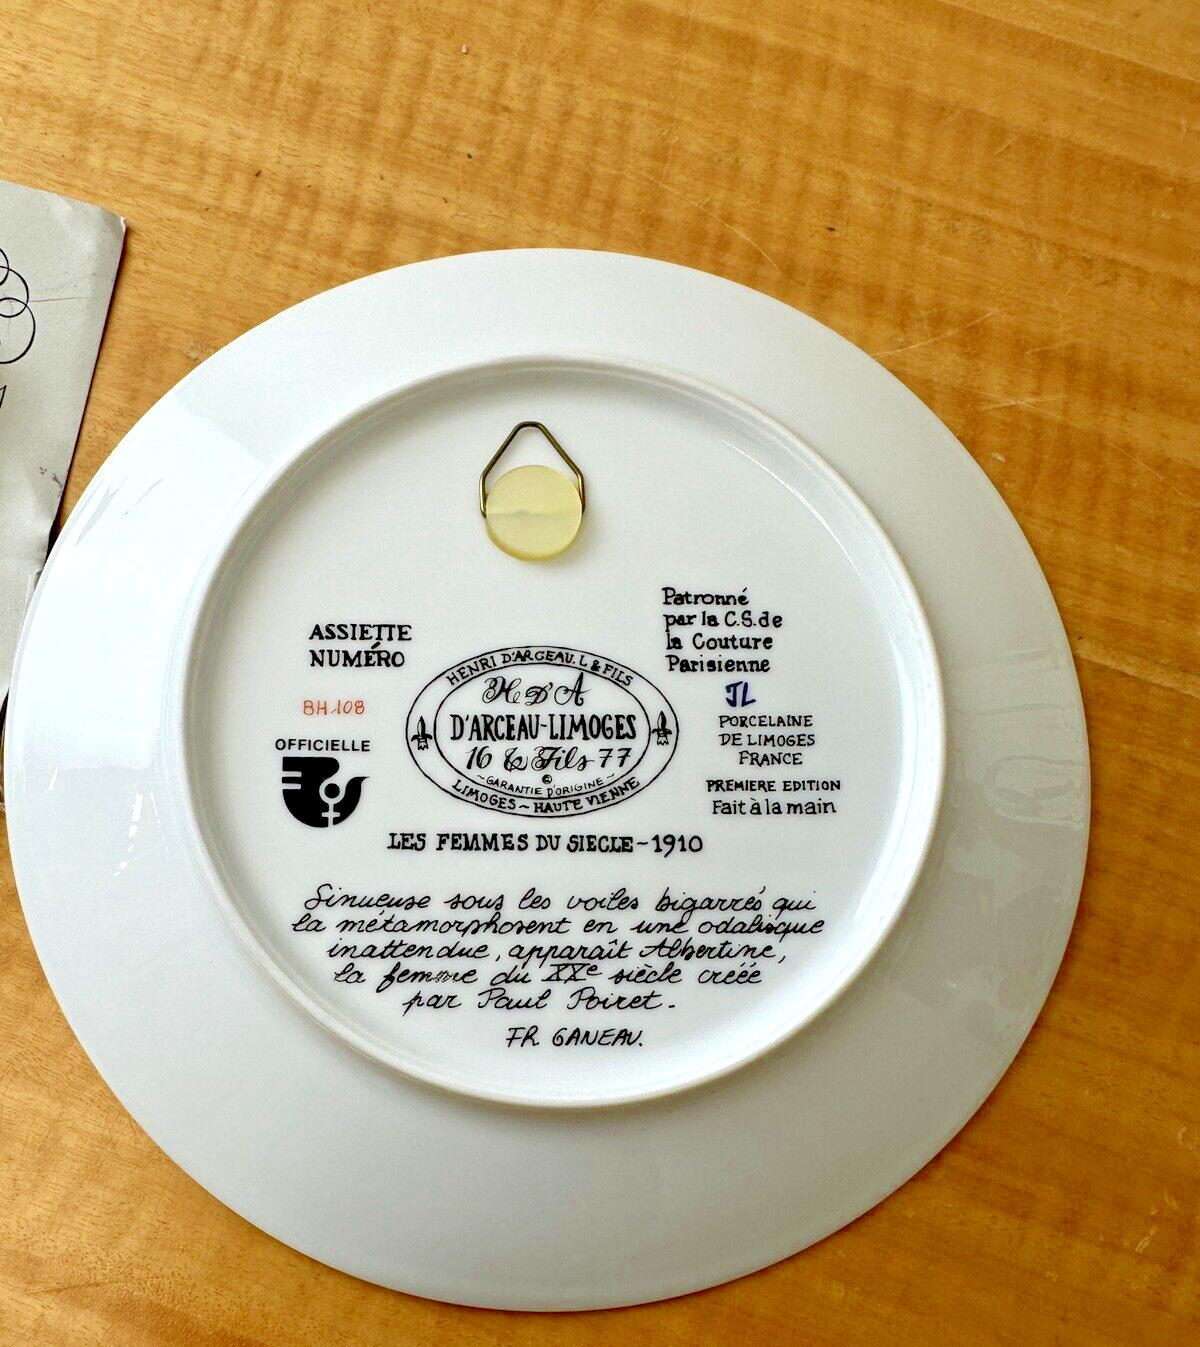 ASSIETTE
NUMÉRO
BH 108
OFFICIELLE
HENRI D'ARCEAU. L & FILS
H D' A
D'ARCEAU-LIMOGES
16 & Fils 77
~GARANTIE D'ORIGINE~
©
LIMOGES ~ HAUTE VIENNE
Patronné
par la C.S. de
la Couture
Parisienne
JL
PORCELAINE
DE LIMOGES
FRANCE
PREMIERE EDITION
Fait à la main
LES FEMMES DU SIECLE - 1910
Sinueuse sous les voiles bigarrés qui
la métamorphosent en une odalisque
inattendue, apparaît Albertine,
la femme du XXe siècle créée
par Paul Poiret.
FR. GANEAU.